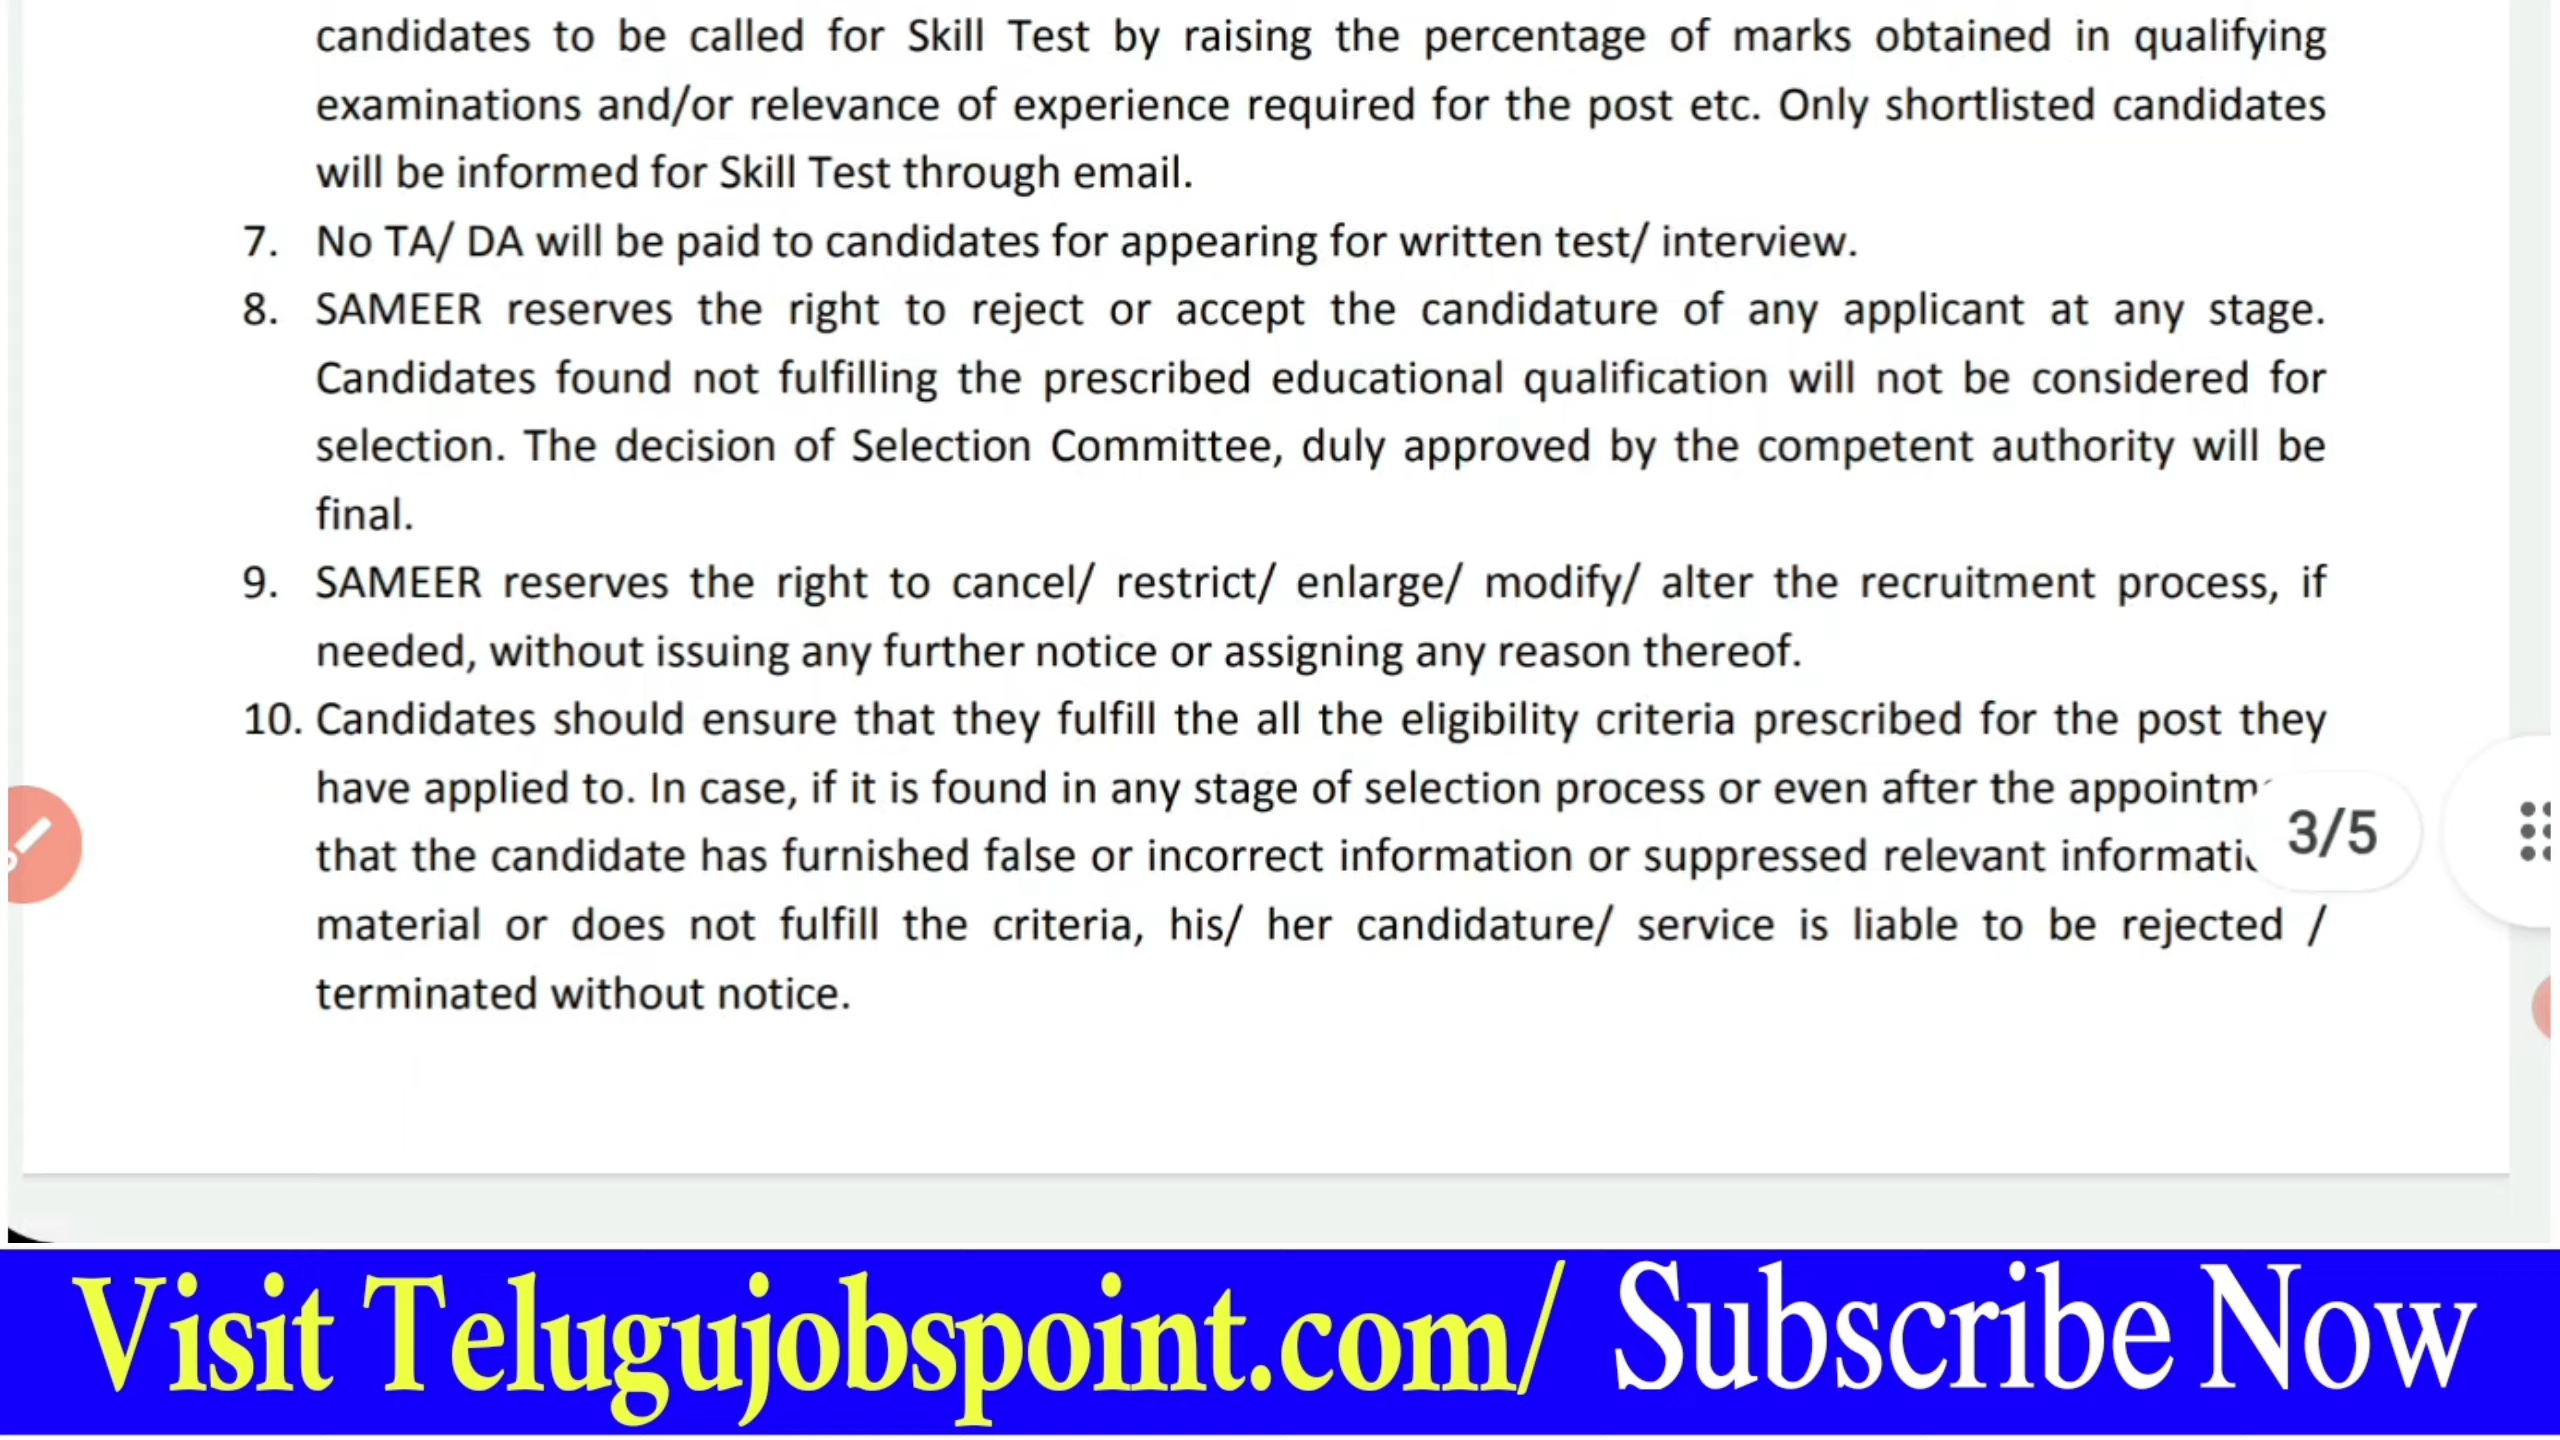 candidates to be called for Skill Test by raising the percentage of marks obtained in qualifying
examinations and/or relevance of experience required for the post etc. Only shortlisted candidates
will be informed for Skill Test through email.
7. No TA/ DA will be paid to candidates for appearing for written test/ interview.
8. SAMEER reserves the right to reject or accept the candidature of any applicant at any stage.
Candidates found not fulfilling the prescribed educational qualification will not be considered for
selection. The decision of Selection Committee, duly approved by the competent authority will be
final.
9. SAMEER reserves the right to cancel/ restrict/ enlarge/ modify/ alter the recruitment process, if
needed, without issuing any further notice or assigning any reason thereof.
10. Candidates should ensure that they fulfill the all the eligibility criteria prescribed for the post they
have applied to. In case, if it is found in any stage of selection process or even after the
that the candidate has furnished false or incorrect information or suppressed relevant
3/5
material or does not fulfill the criteria, his/ her candidature/ service is liable to be rejected /
terminated without notice.
Visit Telugujobspoint.com/ Subscribe Now